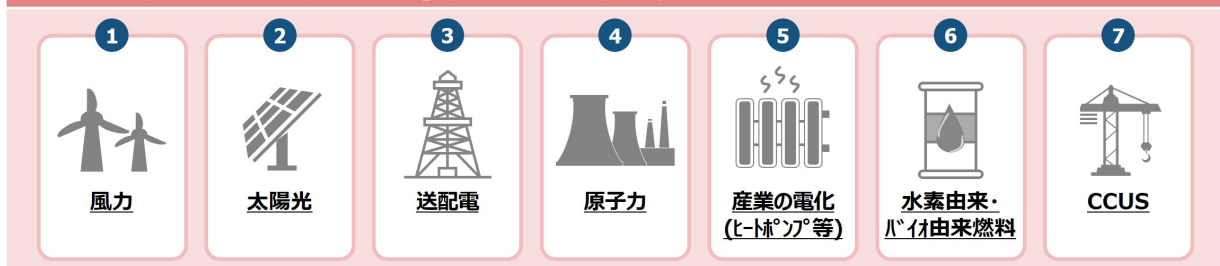 1
2
3
4
5
6
7
風力
太陽光
送配電
原子力
産業の電化
(ﾋｰﾄﾎﾟﾝﾌﾟ等)
水素由来・
ﾊﾞｲｵ由来燃料
CCUS